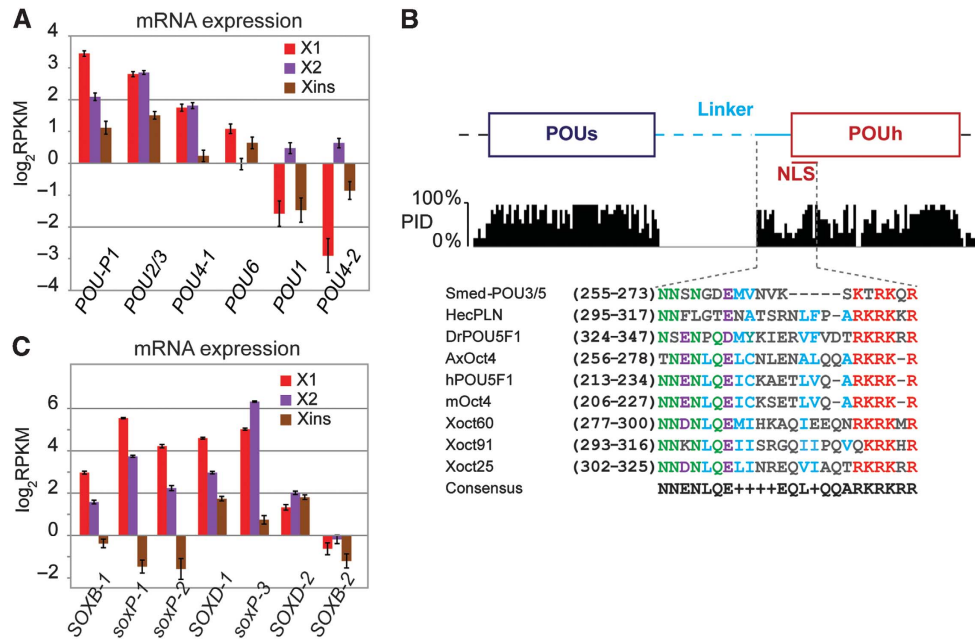 A
mRNA expression
X1
X2
Xins
log2RPKM
4
3
2
1
0
−1
−2
−3
−4
POU-P1
POU2/3
POU4-1
POU6
POU1
POU4-2
B
Linker
POUs
POUh
NLS
100%
PID
0%
Smed-POU3/5 (255–273) NNSNGDEMVNVK-----SKTRKQR
HecPLN (295–317) NNFLGTENATSRNLFP-ARKRKKR
DrPOU5F1 (324–347) NSENPQDMYKIERVFVDTRKRKKR
AxOct4 (256–278) TNENLQELCNLENALQQARKRK-R
hPOU5F1 (213–234) NNENLQEICKAETLVQ-ARKRK-R
mOct4 (206–227) NNENLQEICKSETLVQ-ARKRK-R
Xoct60 (277–300) NNDNLQEMIHKAQIEEQNRKRKMR
Xoct91 (293–316) NNKNLQEIISRGQIIPQVQKRKHR
Xoct25 (302–325) NNDNLQELINREQVIAQTRKRKRR
Consensus NNENLQE++++EQL+QQARKRKRR
C
mRNA expression
X1
X2
Xins
log2RPKM
6
4
2
0
−2
SOXB-1
soxP-1
soxP-2
SOXD-1
soxP-3
SOXD-2
SOXB-2